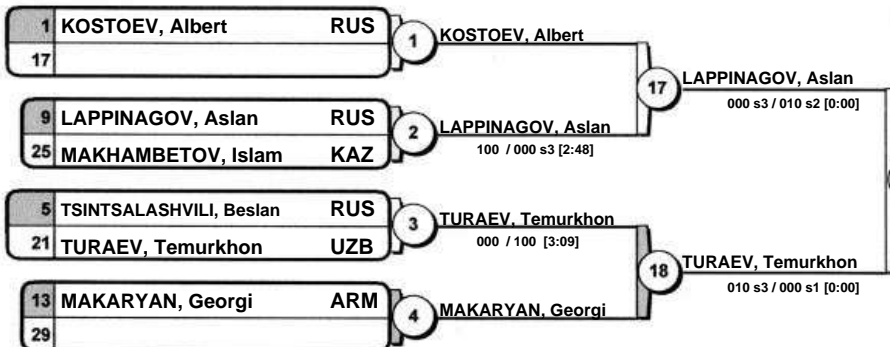 1 KOSTOEV, Albert RUS
17
1 KOSTOEV, Albert
9 LAPPINAGOV, Aslan RUS
25 MAKHAMBETOV, Islam KAZ
2 LAPPINAGOV, Aslan
100 / 000 s3 [2:48]
17 LAPPINAGOV, Aslan
000 s3 / 010 s2 [0:00]
5 TSINTSALASHVILI, Beslan RUS
21 TURAEV, Temurkhon UZB
3 TURAEV, Temurkhon
000 / 100 [3:09]
13 MAKARYAN, Georgi ARM
29
4 MAKARYAN, Georgi
18 TURAEV, Temurkhon
010 s3 / 000 s1 [0:00]